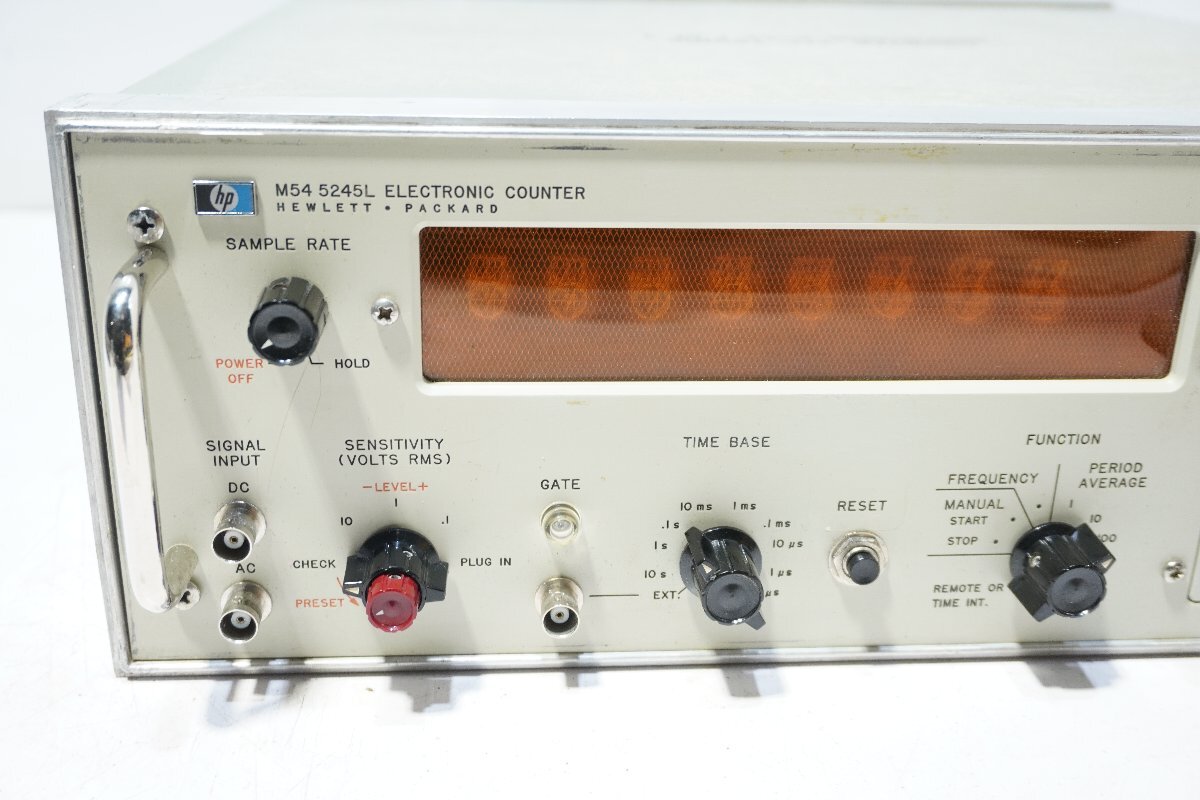 hp
M54 5245L ELECTRONIC COUNTER
HEWLETT • PACKARD
SAMPLE RATE
POWER
OFF
HOLD
SIGNAL
INPUT
DC
AC
SENSITIVITY
(VOLTS RMS)
-LEVEL+
1
10
.1
CHECK
PLUG IN
PRESET
GATE
TIME BASE
10 ms
1 ms
.1 s
.1 ms
1 s
10 μs
10 s
1 μs
EXT.
μs
RESET
FUNCTION
FREQUENCY
PERIOD
AVERAGE
MANUAL
START
STOP
1
10
REMOTE OR
TIME INT.